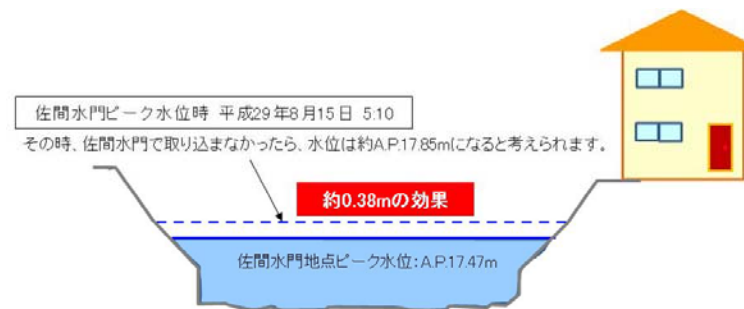 佐間水門ピーク水位時 平成29年8月15日 5:10
その時、佐間水門で取り込まなかったら、水位は約A.P.17.85mになると考えられます。
約0.38mの効果
佐間水門地点ピーク水位:A.P.17.47m